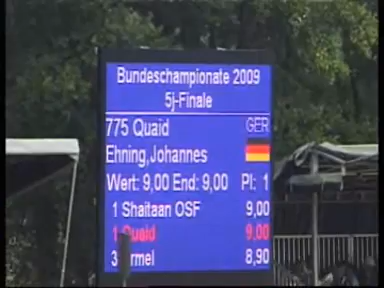 Bundeschampionate 2009
5j-Finale
775 Quaid GER
Ehning,Johannes
Wert: 9,00 End: 9,00 Pl: 1
1 Shaitaan OSF 9,00
1 Quaid 9,00
3 8,90